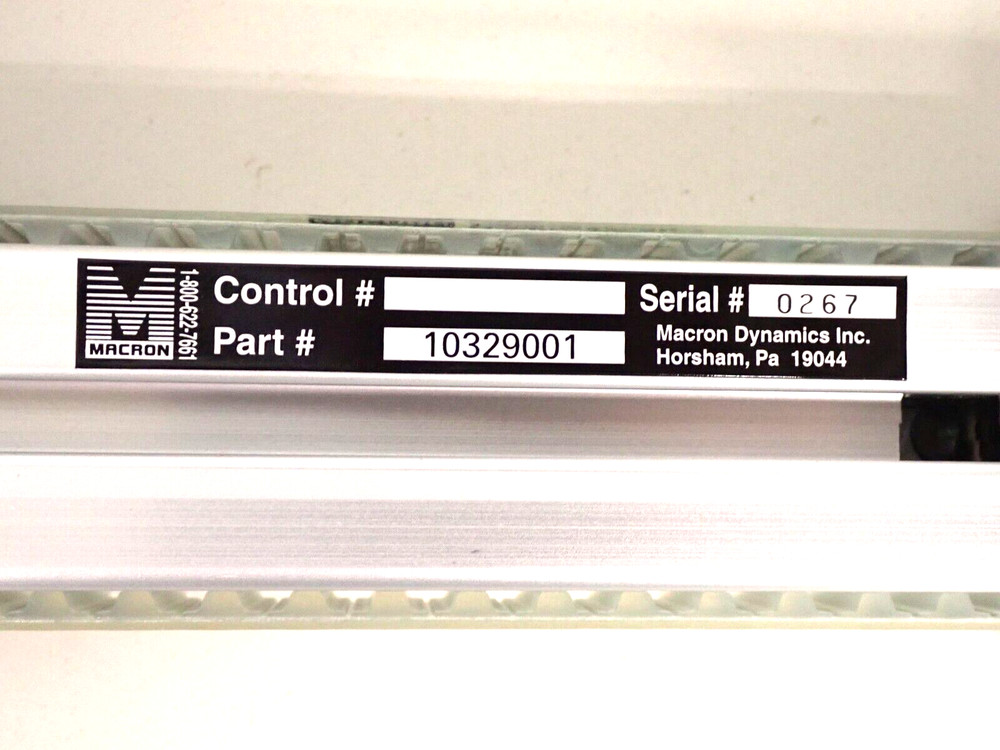 MACRON
1-800-622-7661
Control #
Part # 10329001
Serial # 0267
Macron Dynamics Inc.
Horsham, Pa 19044